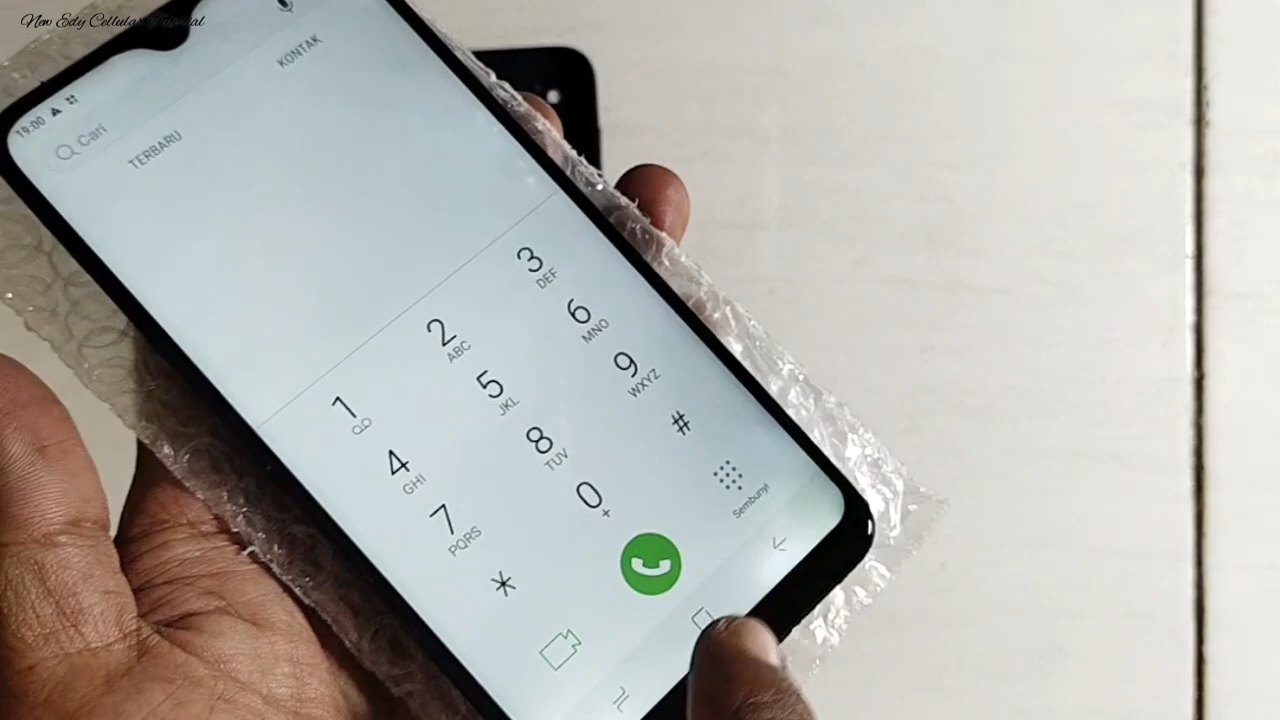 New Edy Cellular Tutorial
19:00
Cari
TERBARU
KONTAK
1
2 ABC
3 DEF
4 GHI
5 JKL
6 MNO
7 PQRS
8 TUV
9 WXYZ
*
0 +
#
Sembunyi